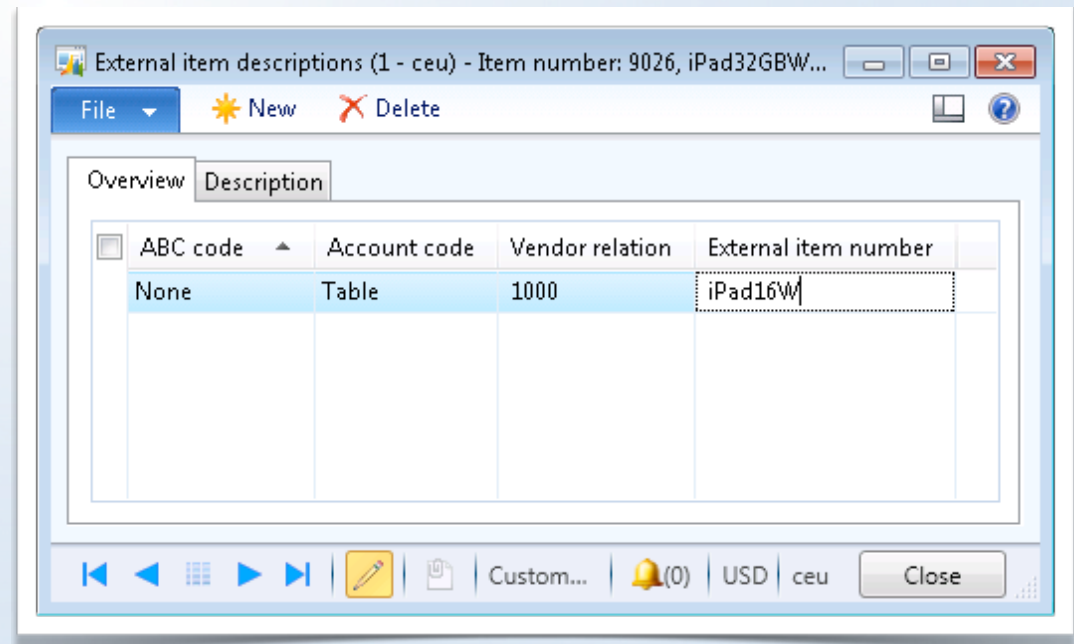 External item descriptions (1 - ceu) - Item number: 9026, iPad32GBW...
File New Delete
Overview Description
ABC code Account code Vendor relation External item number
None Table 1000 iPad16W
Custom... (0) USD ceu Close